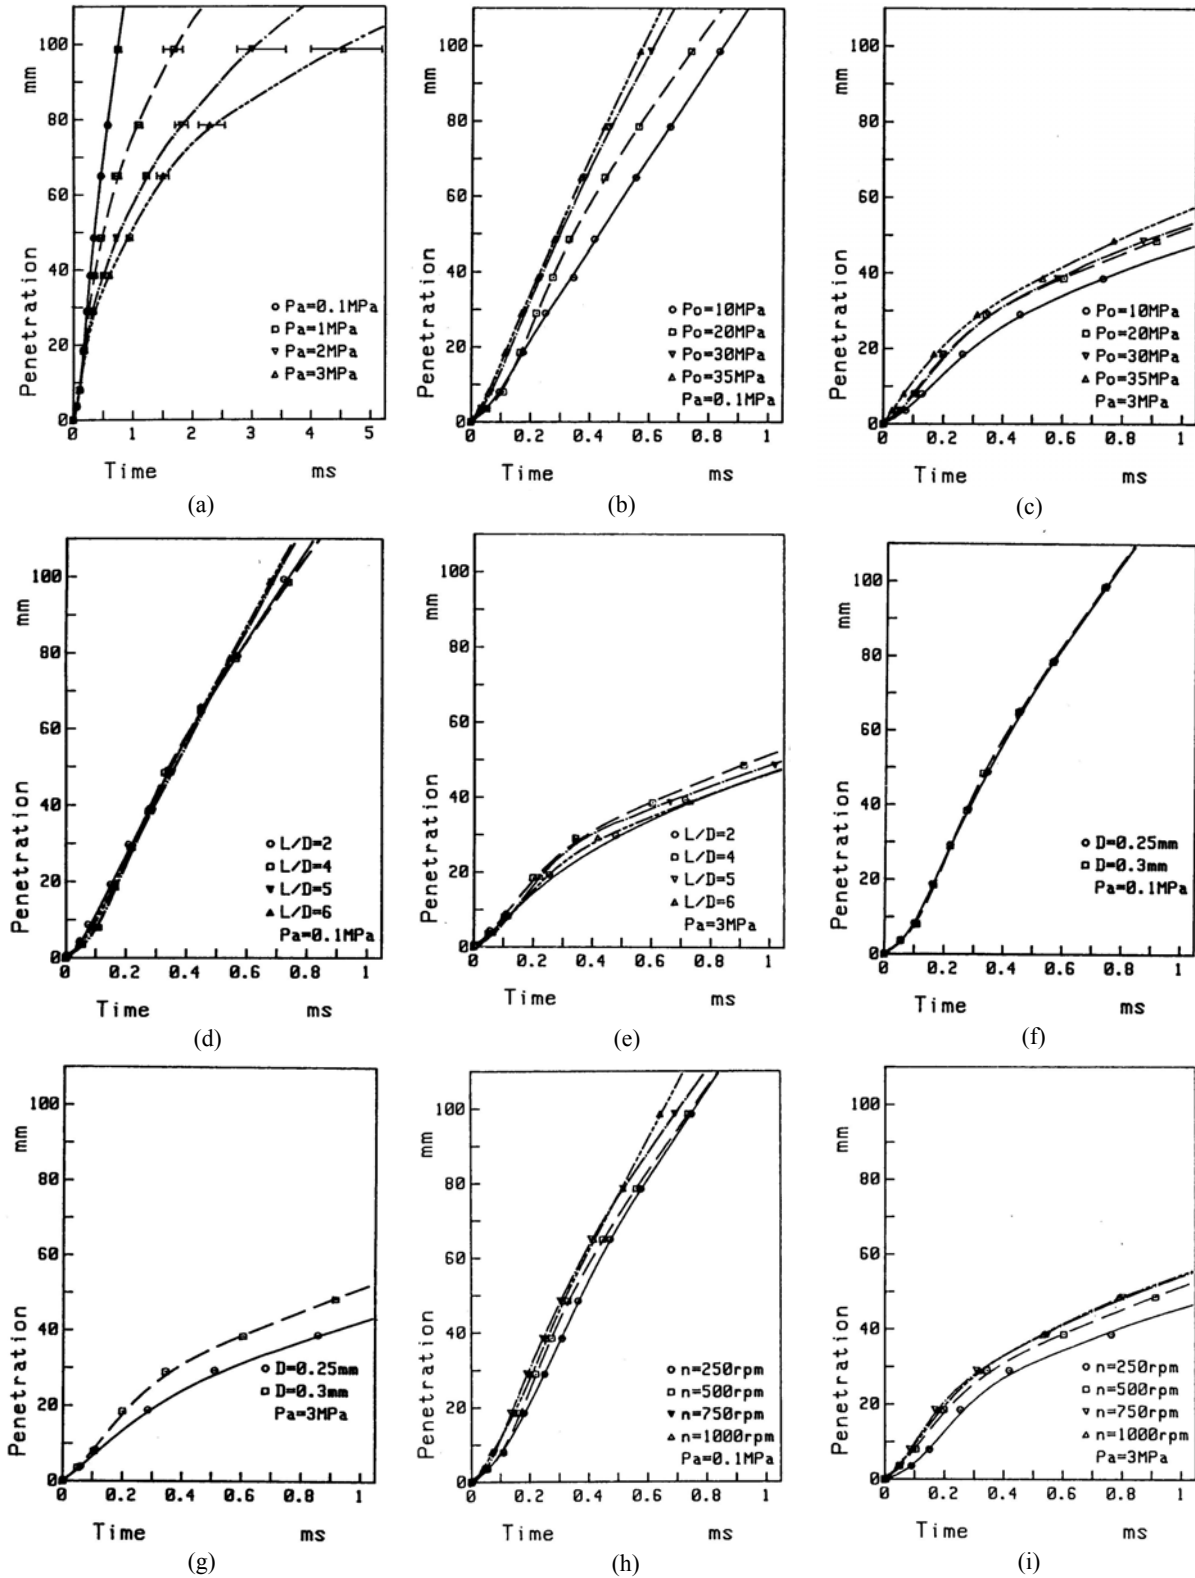 100
80
60
40
20
0
mm
Penetration
Pa=0.1MPa
Pa=1MPa
Pa=2MPa
Pa=3MPa
0 1 2 3 4 5
Time ms
(a)
100
80
60
40
20
0
mm
Penetration
Po=10MPa
Po=20MPa
Po=30MPa
Po=35MPa
Pa=0.1MPa
0 0.2 0.4 0.6 0.8 1
Time ms
(b)
100
80
60
40
20
0
mm
Penetration
Po=10MPa
Po=20MPa
Po=30MPa
Po=35MPa
Pa=3MPa
0 0.2 0.4 0.6 0.8 1
Time ms
(c)
100
80
60
40
20
0
mm
Penetration
L/D=2
L/D=4
L/D=5
L/D=6
Pa=0.1MPa
0 0.2 0.4 0.6 0.8 1
Time ms
(d)
100
80
60
40
20
0
mm
Penetration
L/D=2
L/D=4
L/D=5
L/D=6
Pa=3MPa
0 0.2 0.4 0.6 0.8 1
Time ms
(e)
100
80
60
40
20
0
mm
Penetration
D=0.25mm
D=0.3mm
Pa=0.1MPa
0 0.2 0.4 0.6 0.8 1
Time ms
(f)
100
80
60
40
20
0
mm
Penetration
D=0.25mm
D=0.3mm
Pa=3MPa
0 0.2 0.4 0.6 0.8 1
Time ms
(g)
100
80
60
40
20
0
mm
Penetration
n=250rpm
n=500rpm
n=750rpm
n=1000rpm
Pa=0.1MPa
0 0.2 0.4 0.6 0.8 1
Time ms
(h)
100
80
60
40
20
0
mm
Penetration
n=250rpm
n=500rpm
n=750rpm
n=1000rpm
Pa=3MPa
0 0.2 0.4 0.6 0.8 1
Time ms
(i)